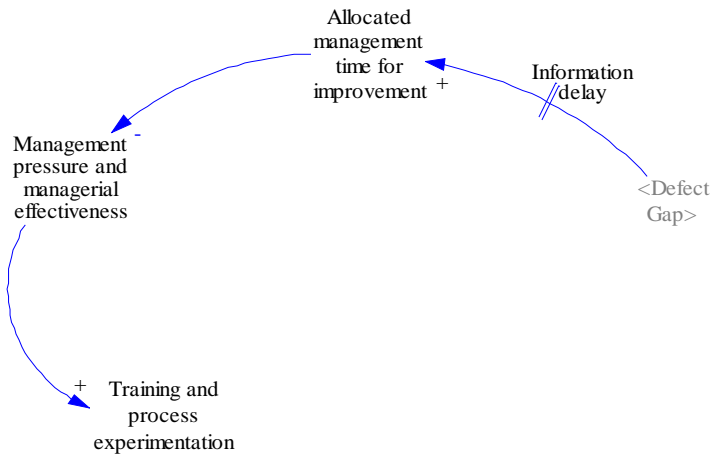 Allocated
management
time for
improvement
+
Information
delay
<Defect
Gap>
-
Management
pressure and
managerial
effectiveness
+
Training and
process
experimentation